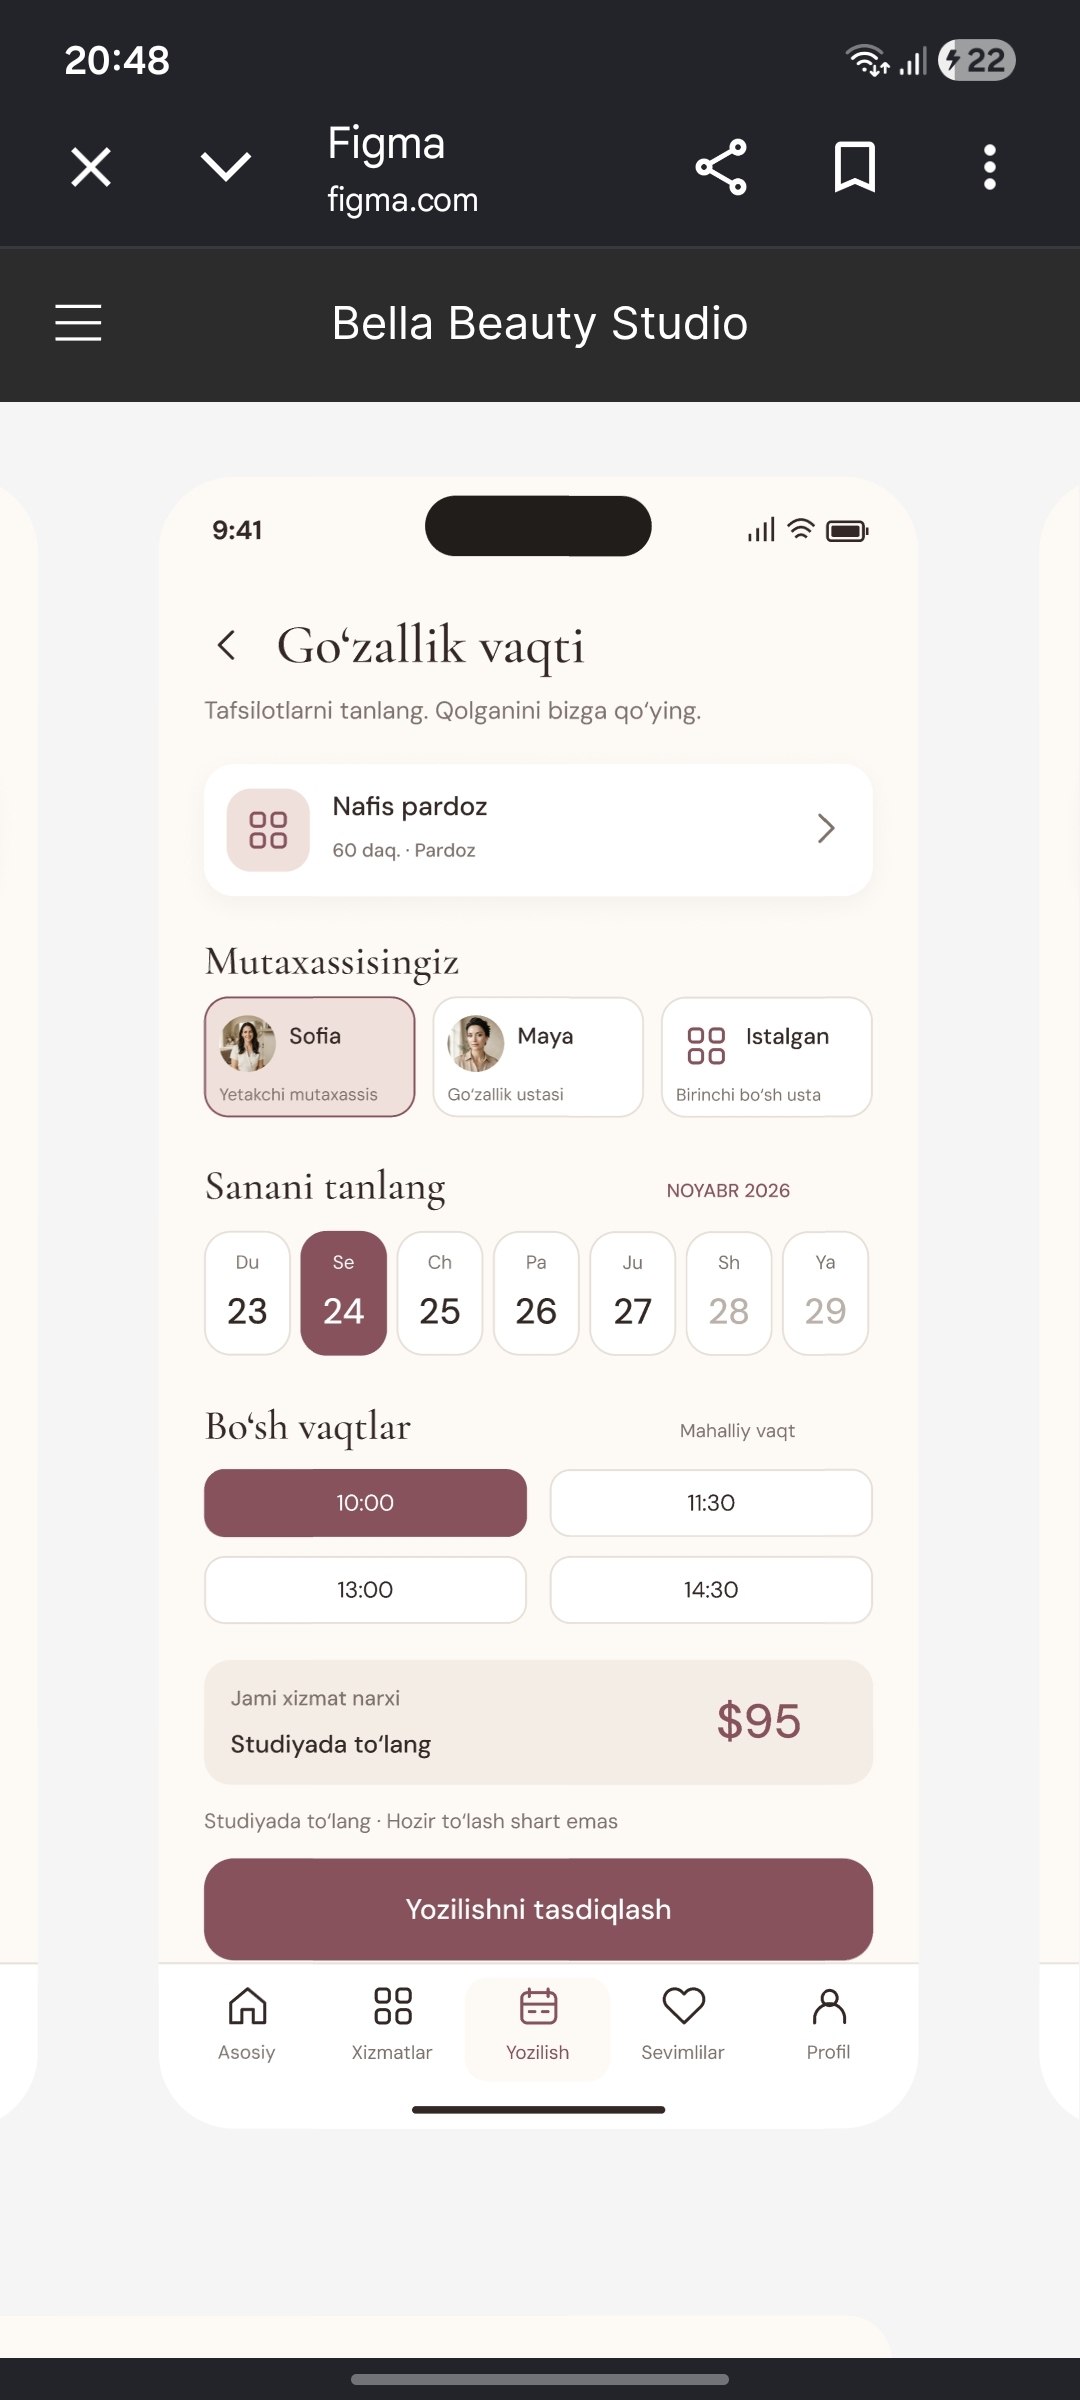 20:48
22
Figma
figma.com
Bella Beauty Studio
9:41
Go‘zallik vaqti
Tafsilotlarni tanlang. Qolganini bizga qo‘ying.
Nafis pardoz
60 daq. · Pardoz
Mutaxassisingiz
Sofia
Yetakchi mutaxassis
Maya
Go‘zallik ustasi
Istalgan
Birinchi bo‘sh usta
Sanani tanlang
NOYABR 2026
Du Se Ch Pa Ju Sh Ya
23 24 25 26 27 28 29
Bo‘sh vaqtlar
Mahalliy vaqt
10:00 11:30
13:00 14:30
Jami xizmat narxi
Studiyada to‘lang
$95
Studiyada to‘lang · Hozir to‘lash shart emas
Yozilishni tasdiqlash
Asosiy Xizmatlar Yozilish Sevimlilar Profil